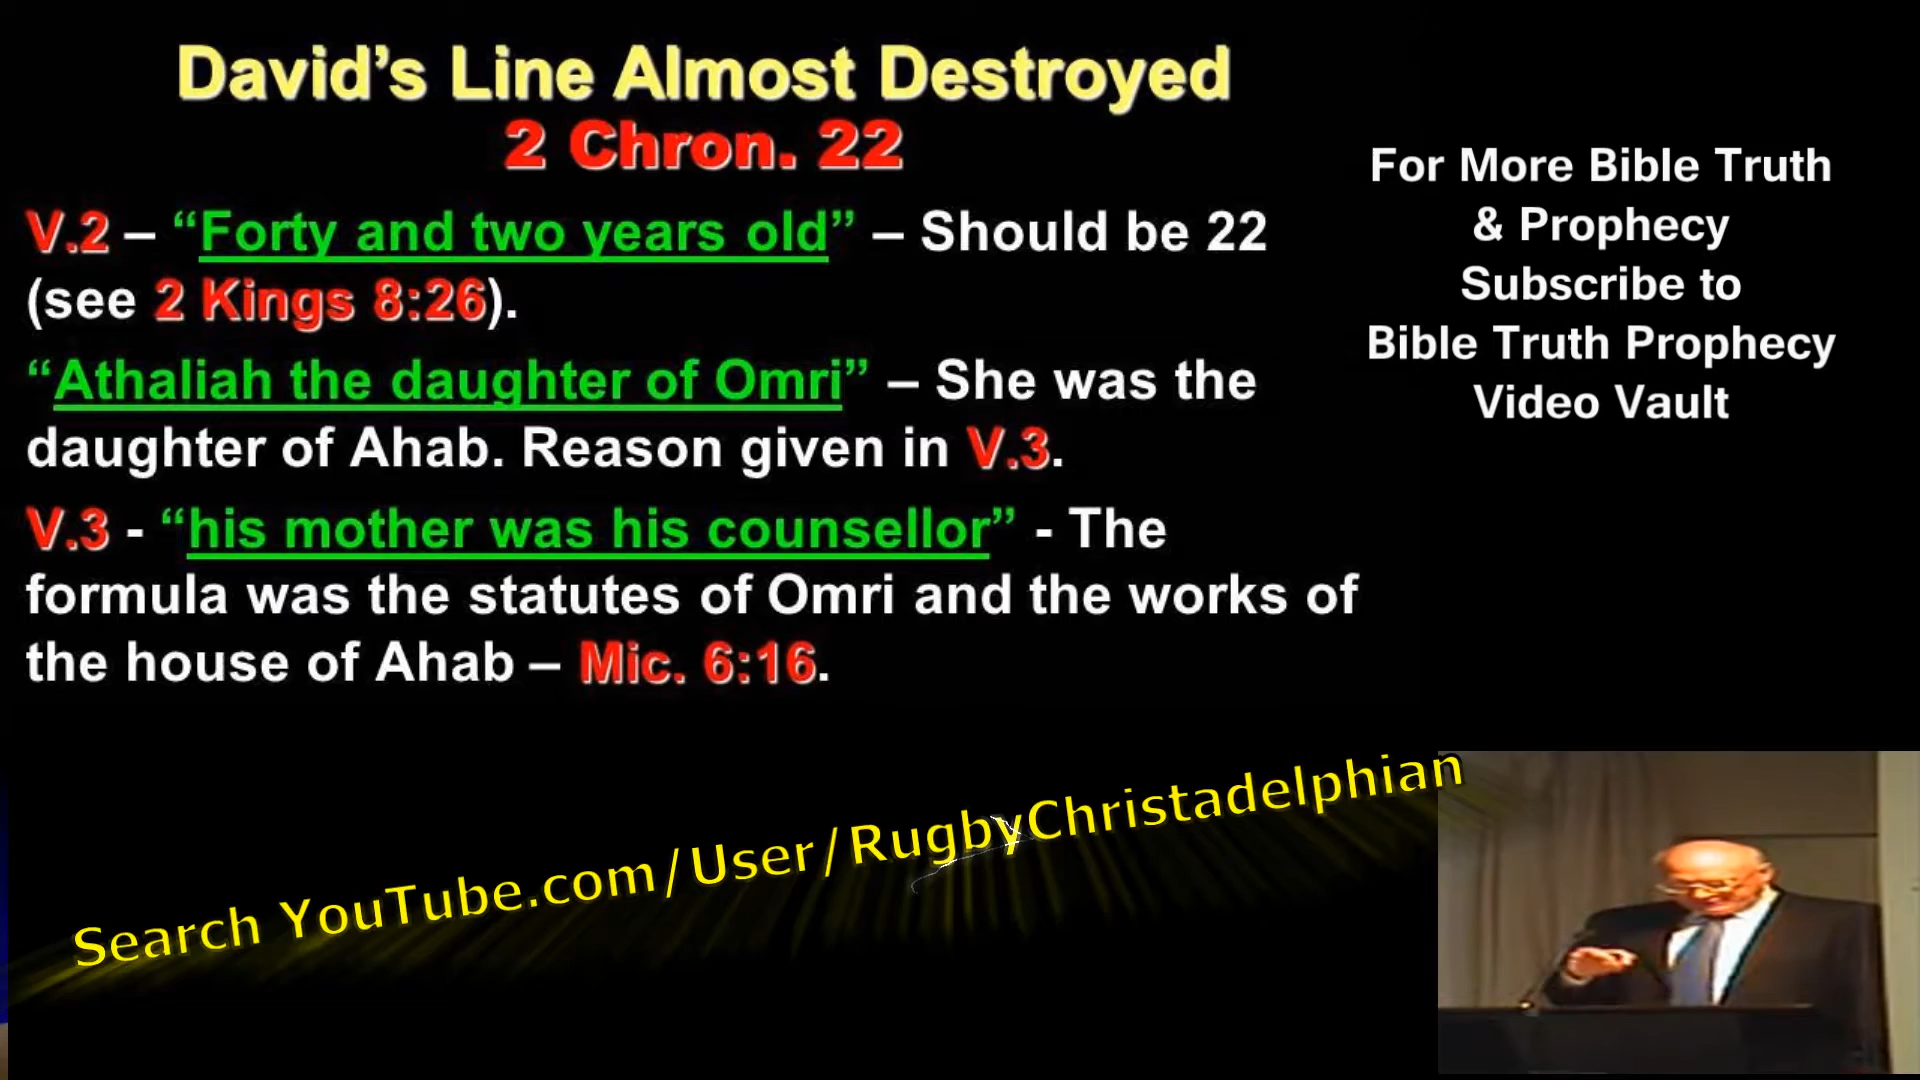 David’s Line Almost Destroyed
2 Chron. 22
V.2 – “Forty and two years old” – Should be 22
(see 2 Kings 8:26).
“Athaliah the daughter of Omri” – She was the
daughter of Ahab. Reason given in V.3.
V.3 - “his mother was his counsellor” - The
formula was the statutes of Omri and the works of
the house of Ahab – Mic. 6:16.
For More Bible Truth
& Prophecy
Subscribe to
Bible Truth Prophecy
Video Vault
Search YouTube.com/User/RugbyChristadelphian